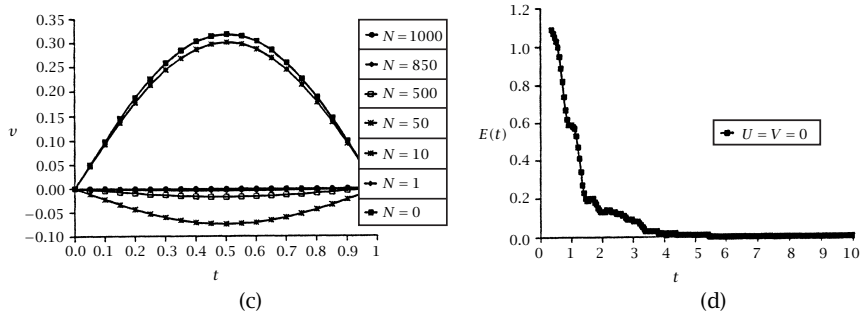 0.35
0.30
0.25
0.20
0.15
0.10
0.05
0.00
−0.05
−0.10
v
0.0 0.1 0.2 0.3 0.4 0.5 0.6 0.7 0.8 0.9 1
t
N = 1000
N = 850
N = 500
N = 50
N = 10
N = 1
N = 0
(c)
1.2
1.0
0.8
0.6
0.4
0.2
0.0
E(t)
0 1 2 3 4 5 6 7 8 9 10
t
U = V = 0
(d)